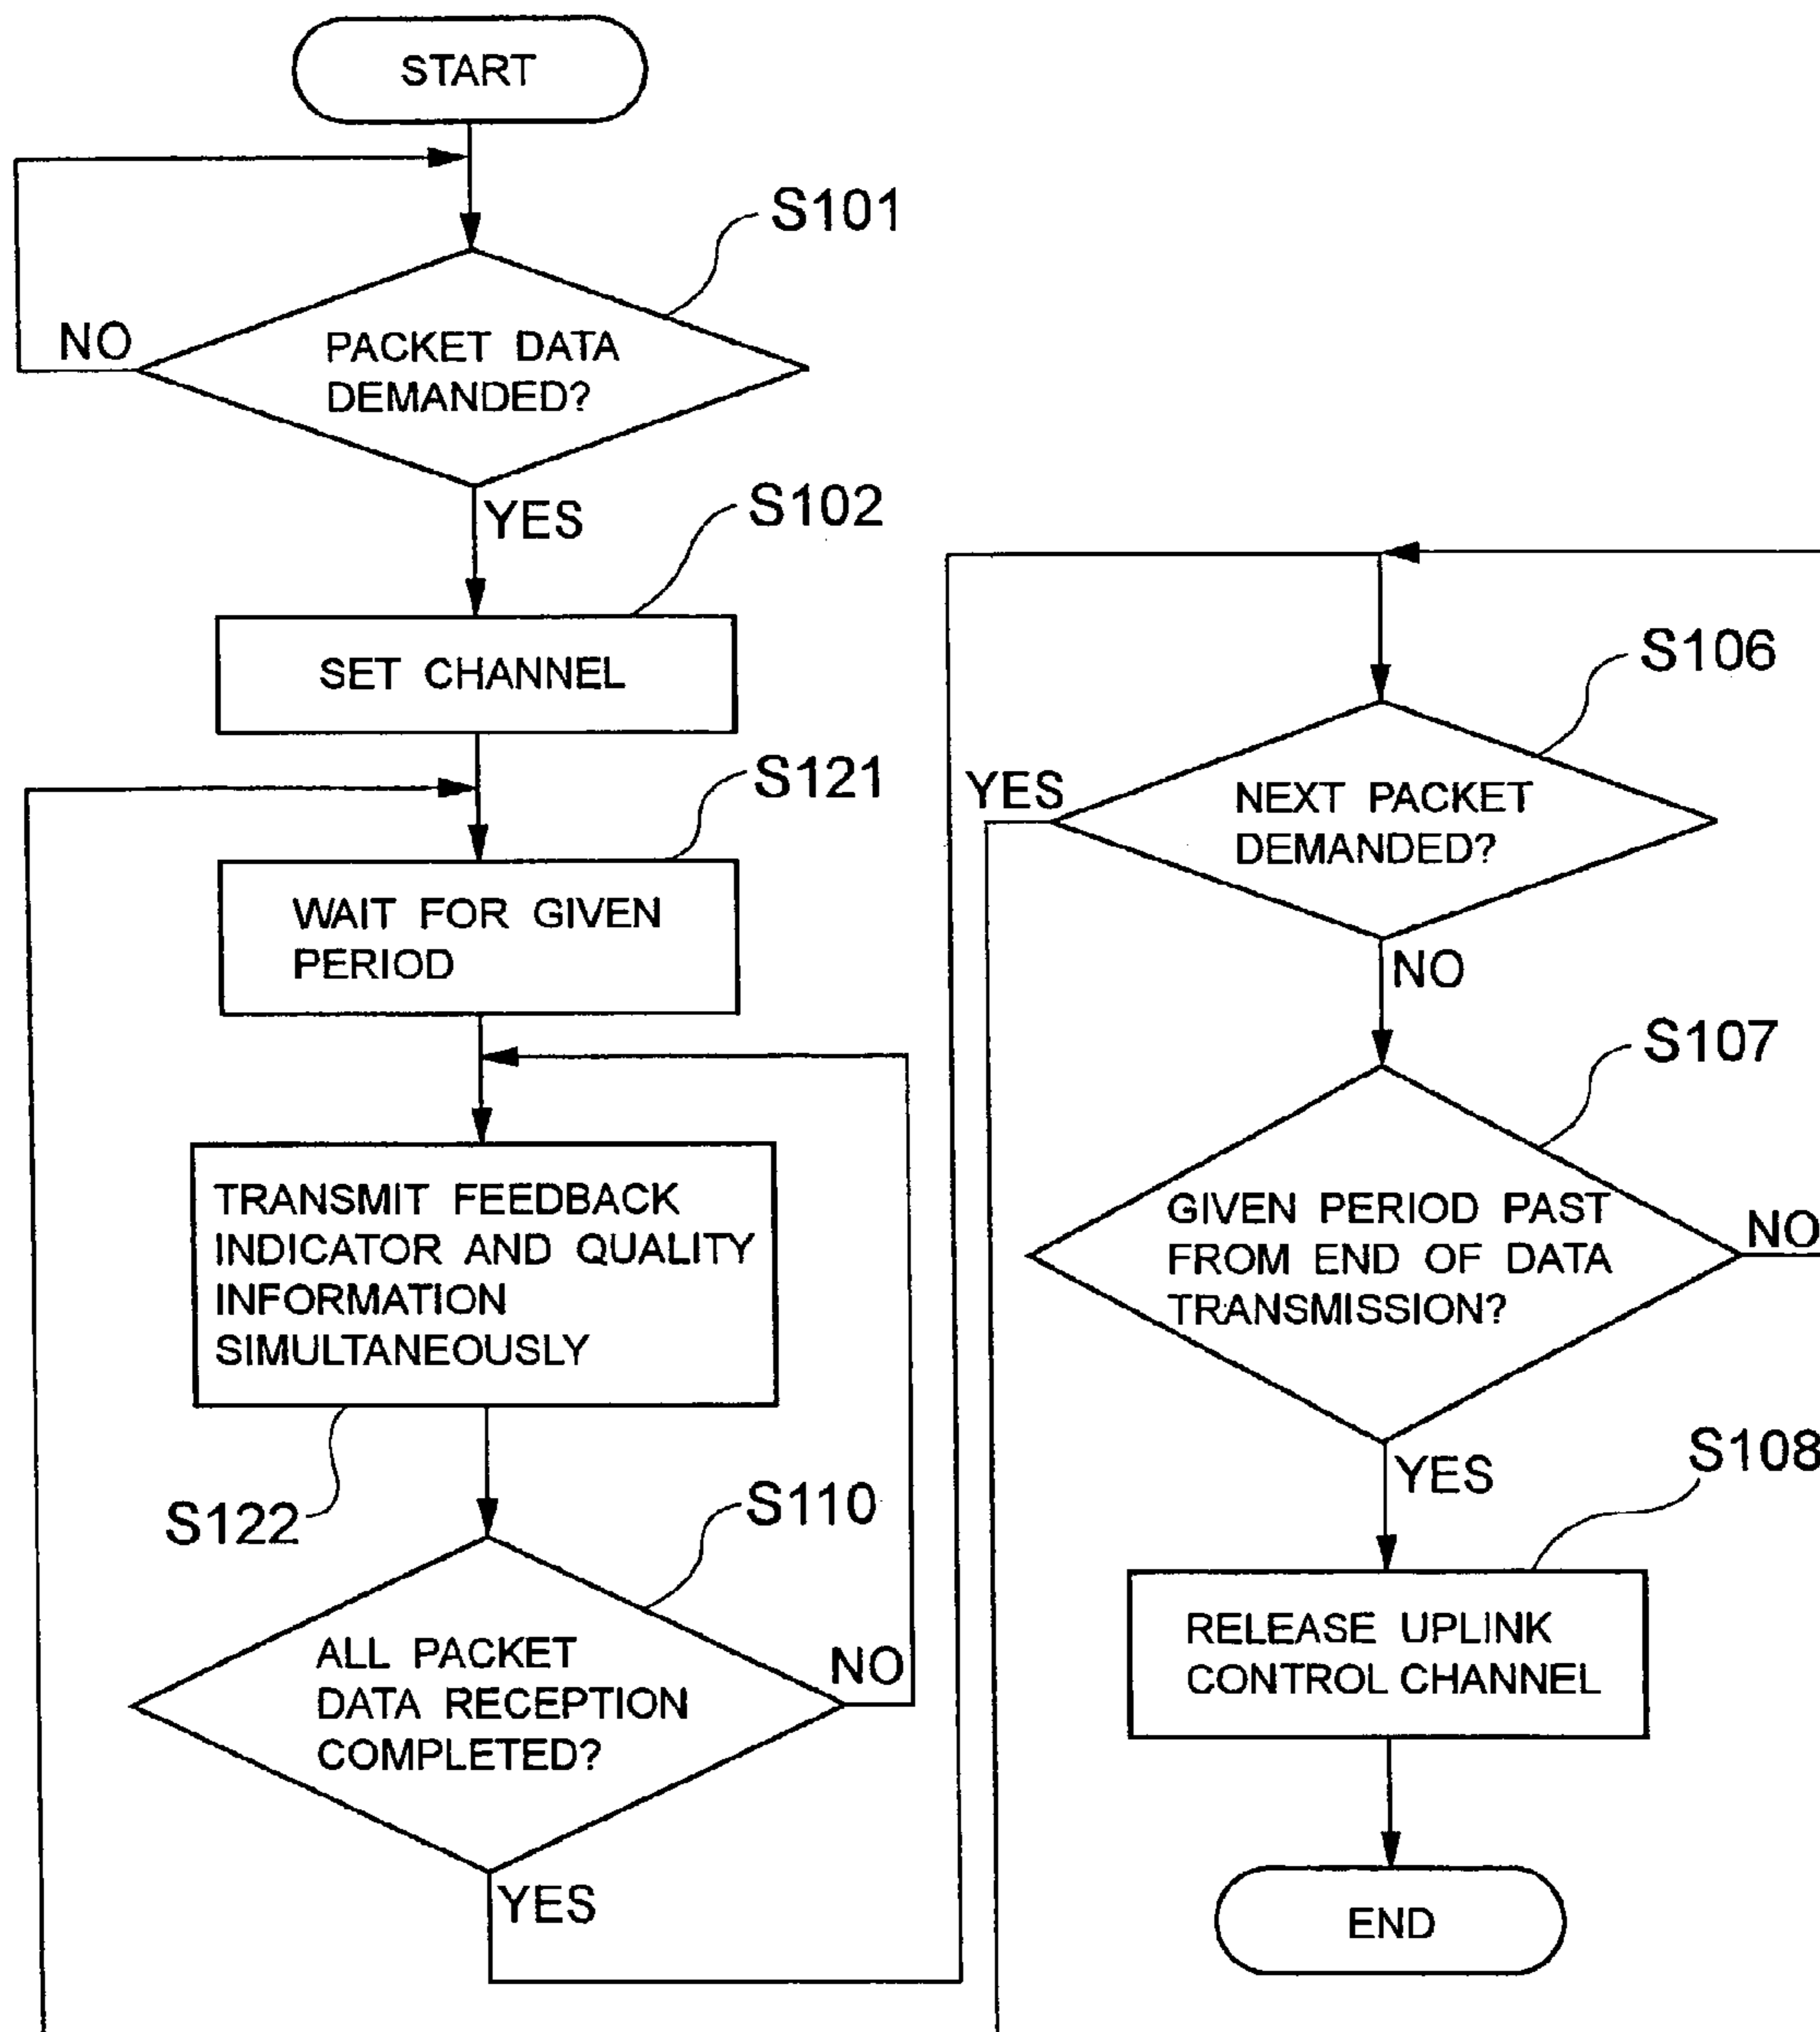 START
S101
NO
PACKET DATA
DEMANDED?
YES
S102
SET CHANNEL
S121
WAIT FOR GIVEN
PERIOD
TRANSMIT FEEDBACK
INDICATOR AND QUALITY
INFORMATION
SIMULTANEOUSLY
S122
S110
ALL PACKET
DATA RECEPTION
COMPLETED?
NO
YES
S106
YES
NEXT PACKET
DEMANDED?
NO
S107
GIVEN PERIOD PAST
FROM END OF DATA
TRANSMISSION?
NO
YES
S108
RELEASE UPLINK
CONTROL CHANNEL
END